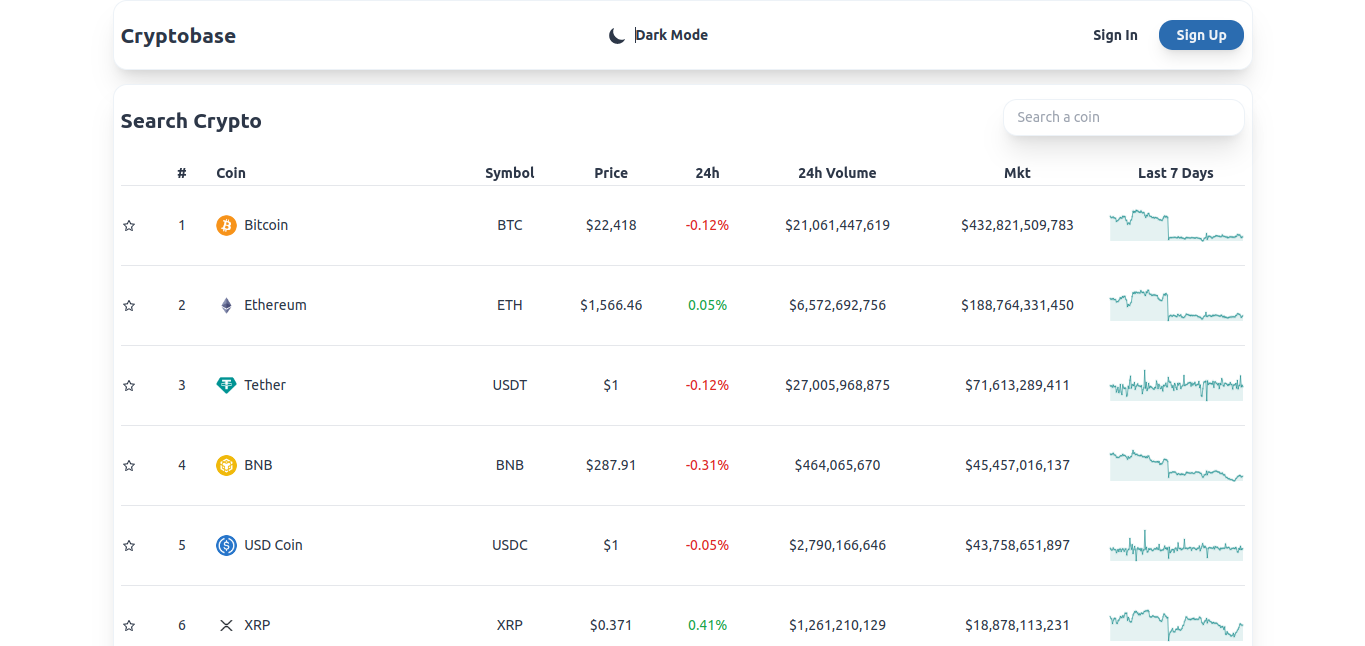 Cryptobase Dark Mode Sign In Sign Up
Search Crypto Search a coin
# Coin Symbol Price 24h 24h Volume Mkt Last 7 Days
1 Bitcoin BTC $22,418 -0.12% $21,061,447,619 $432,821,509,783
2 Ethereum ETH $1,566.46 0.05% $6,572,692,756 $188,764,331,450
3 Tether USDT $1 -0.12% $27,005,968,875 $71,613,289,411
4 BNB BNB $287.91 -0.31% $464,065,670 $45,457,016,137
5 USD Coin USDC $1 -0.05% $2,790,166,646 $43,758,651,897
6 XRP XRP $0.371 0.41% $1,261,210,129 $18,878,113,231